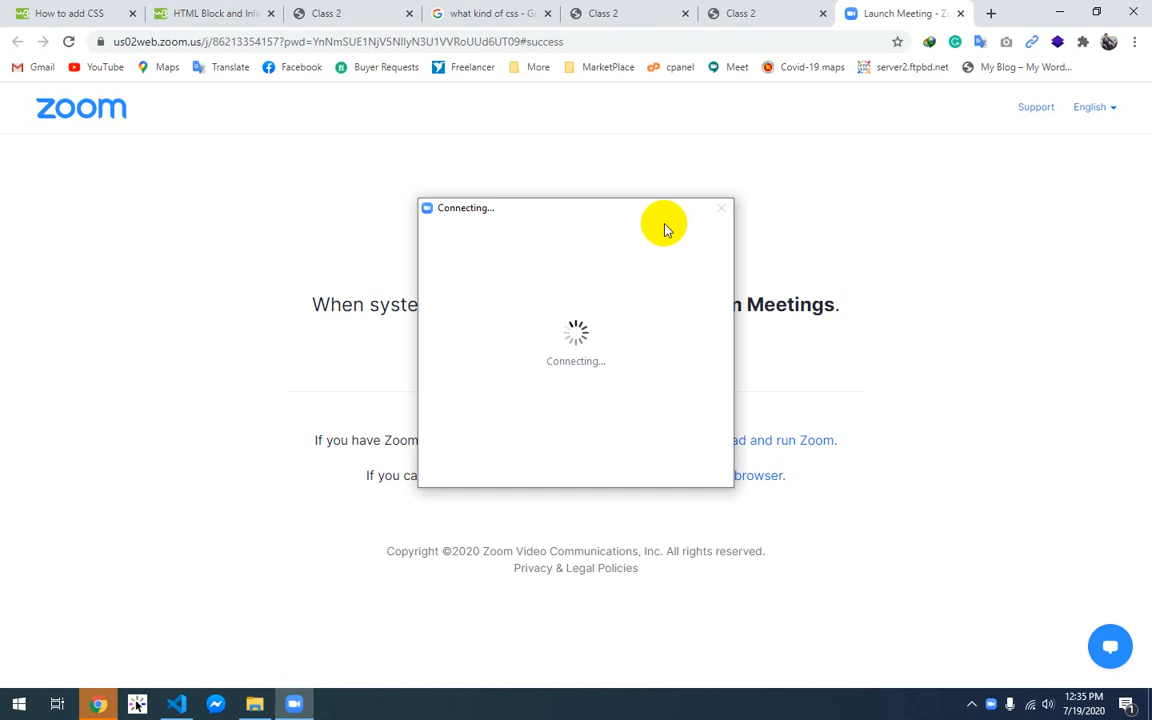 How to add CSS
HTML Block and Inli
Class 2
what kind of css - G
Class 2
Class 2
Launch Meeting - Z
us02web.zoom.us/j/86213354157?pwd=YnNmSUE1NjV5NllyN3U1VVRoUUd6UT09#success
Gmail
YouTube
Maps
Translate
Facebook
Buyer Requests
Freelancer
More
MarketPlace
cpanel
Meet
Covid-19 maps
server2.ftpbd.net
My Blog – My Word...
zoom
Support
English
Connecting...
When syste
m Meetings.
Connecting...
If you have Zoom
ad and run Zoom.
If you ca
browser.
Copyright ©2020 Zoom Video Communications, Inc. All rights reserved.
Privacy & Legal Policies
12:35 PM
7/19/2020
1